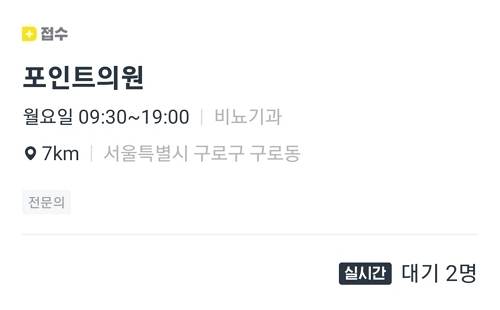 접수
포인트의원
월요일 09:30~19:00 | 비뇨기과
7km | 서울특별시 구로구 구로동
전문의
실시간 대기 2명